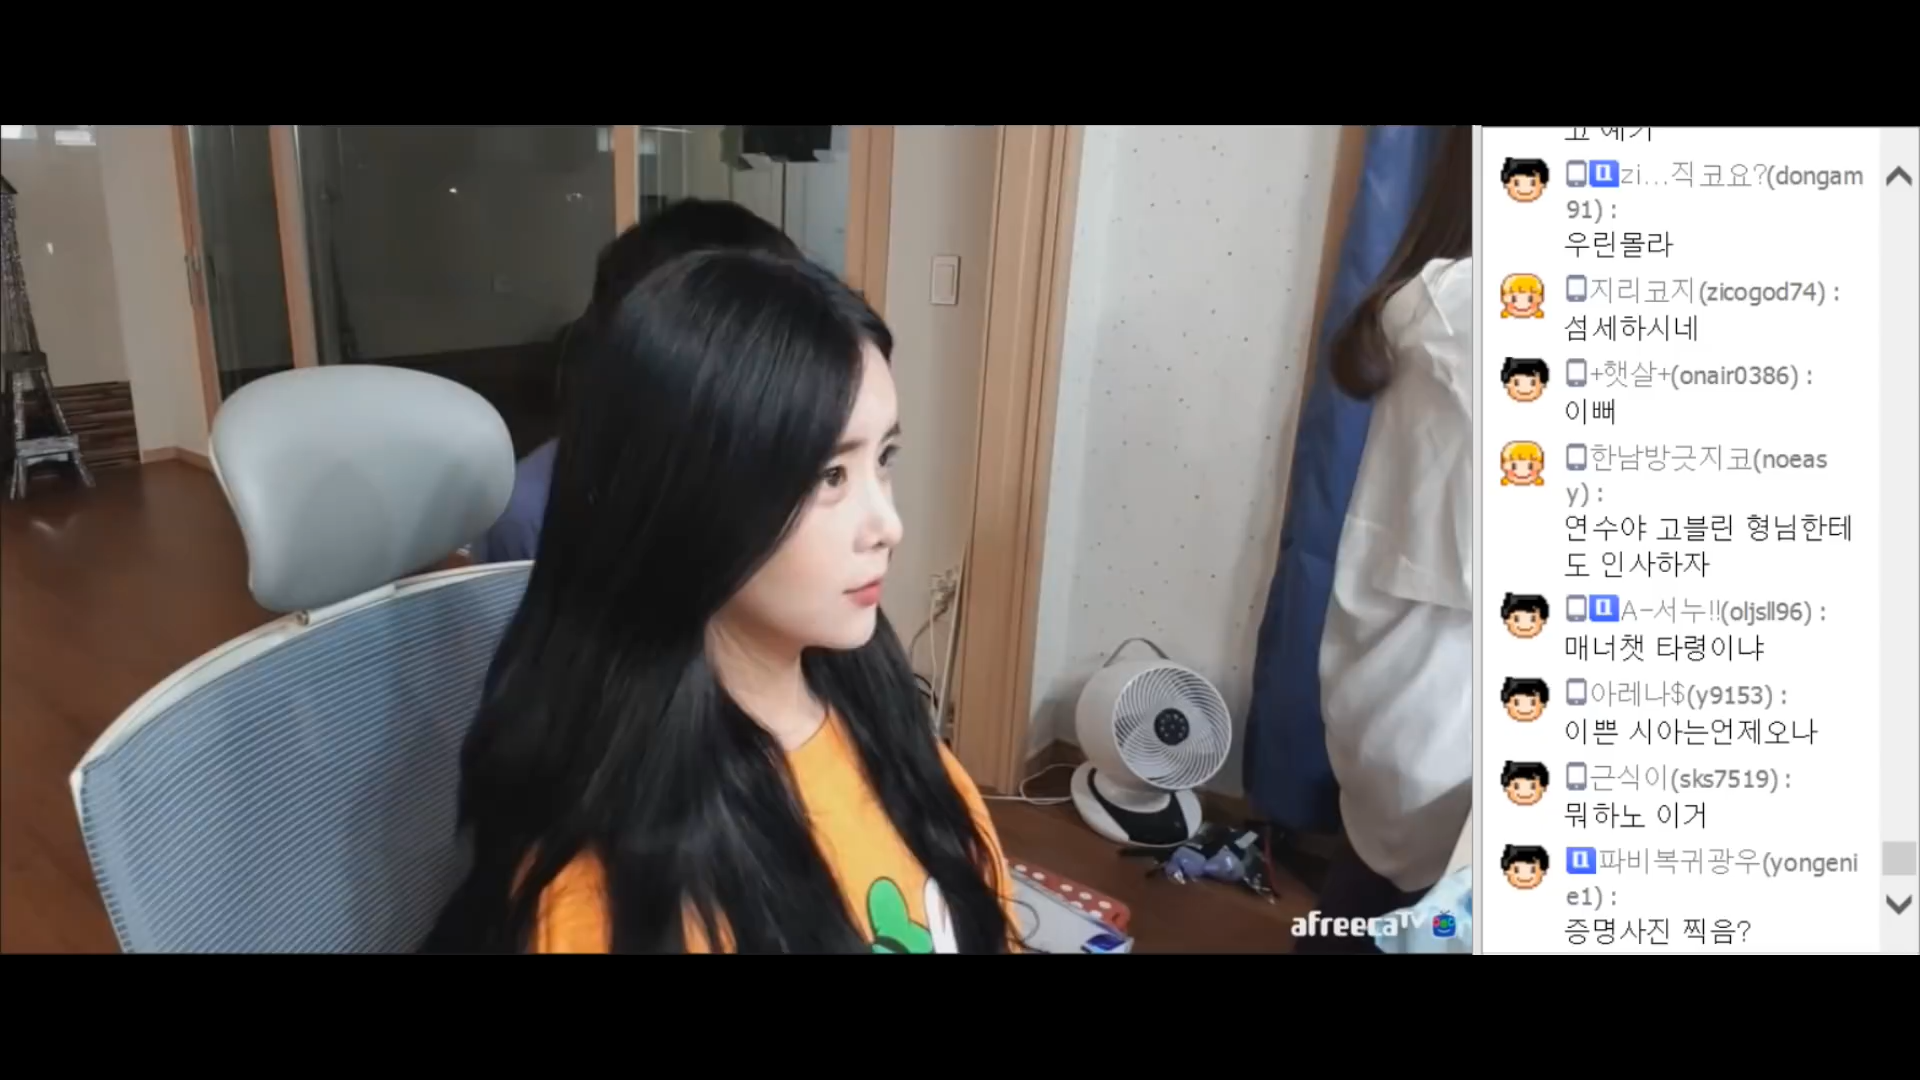 고 얘기
zi...직코요?(dongam
91) :
우린몰라
지리코지(zicogod74) :
섬세하시네
+햇살+(onair0386) :
이뻐
한남방긋지코(noeas
y) :
연수야 고블린 형님한테
도 인사하자
A-서누!!(oljsll96) :
매너챗 타령이냐
아레나$(y9153) :
이쁜 시아는언제오나
근식이(sks7519) :
뭐하노 이거
파비복귀광우(yongeni
e1) :
증명사진 찍음?
afreecaTV